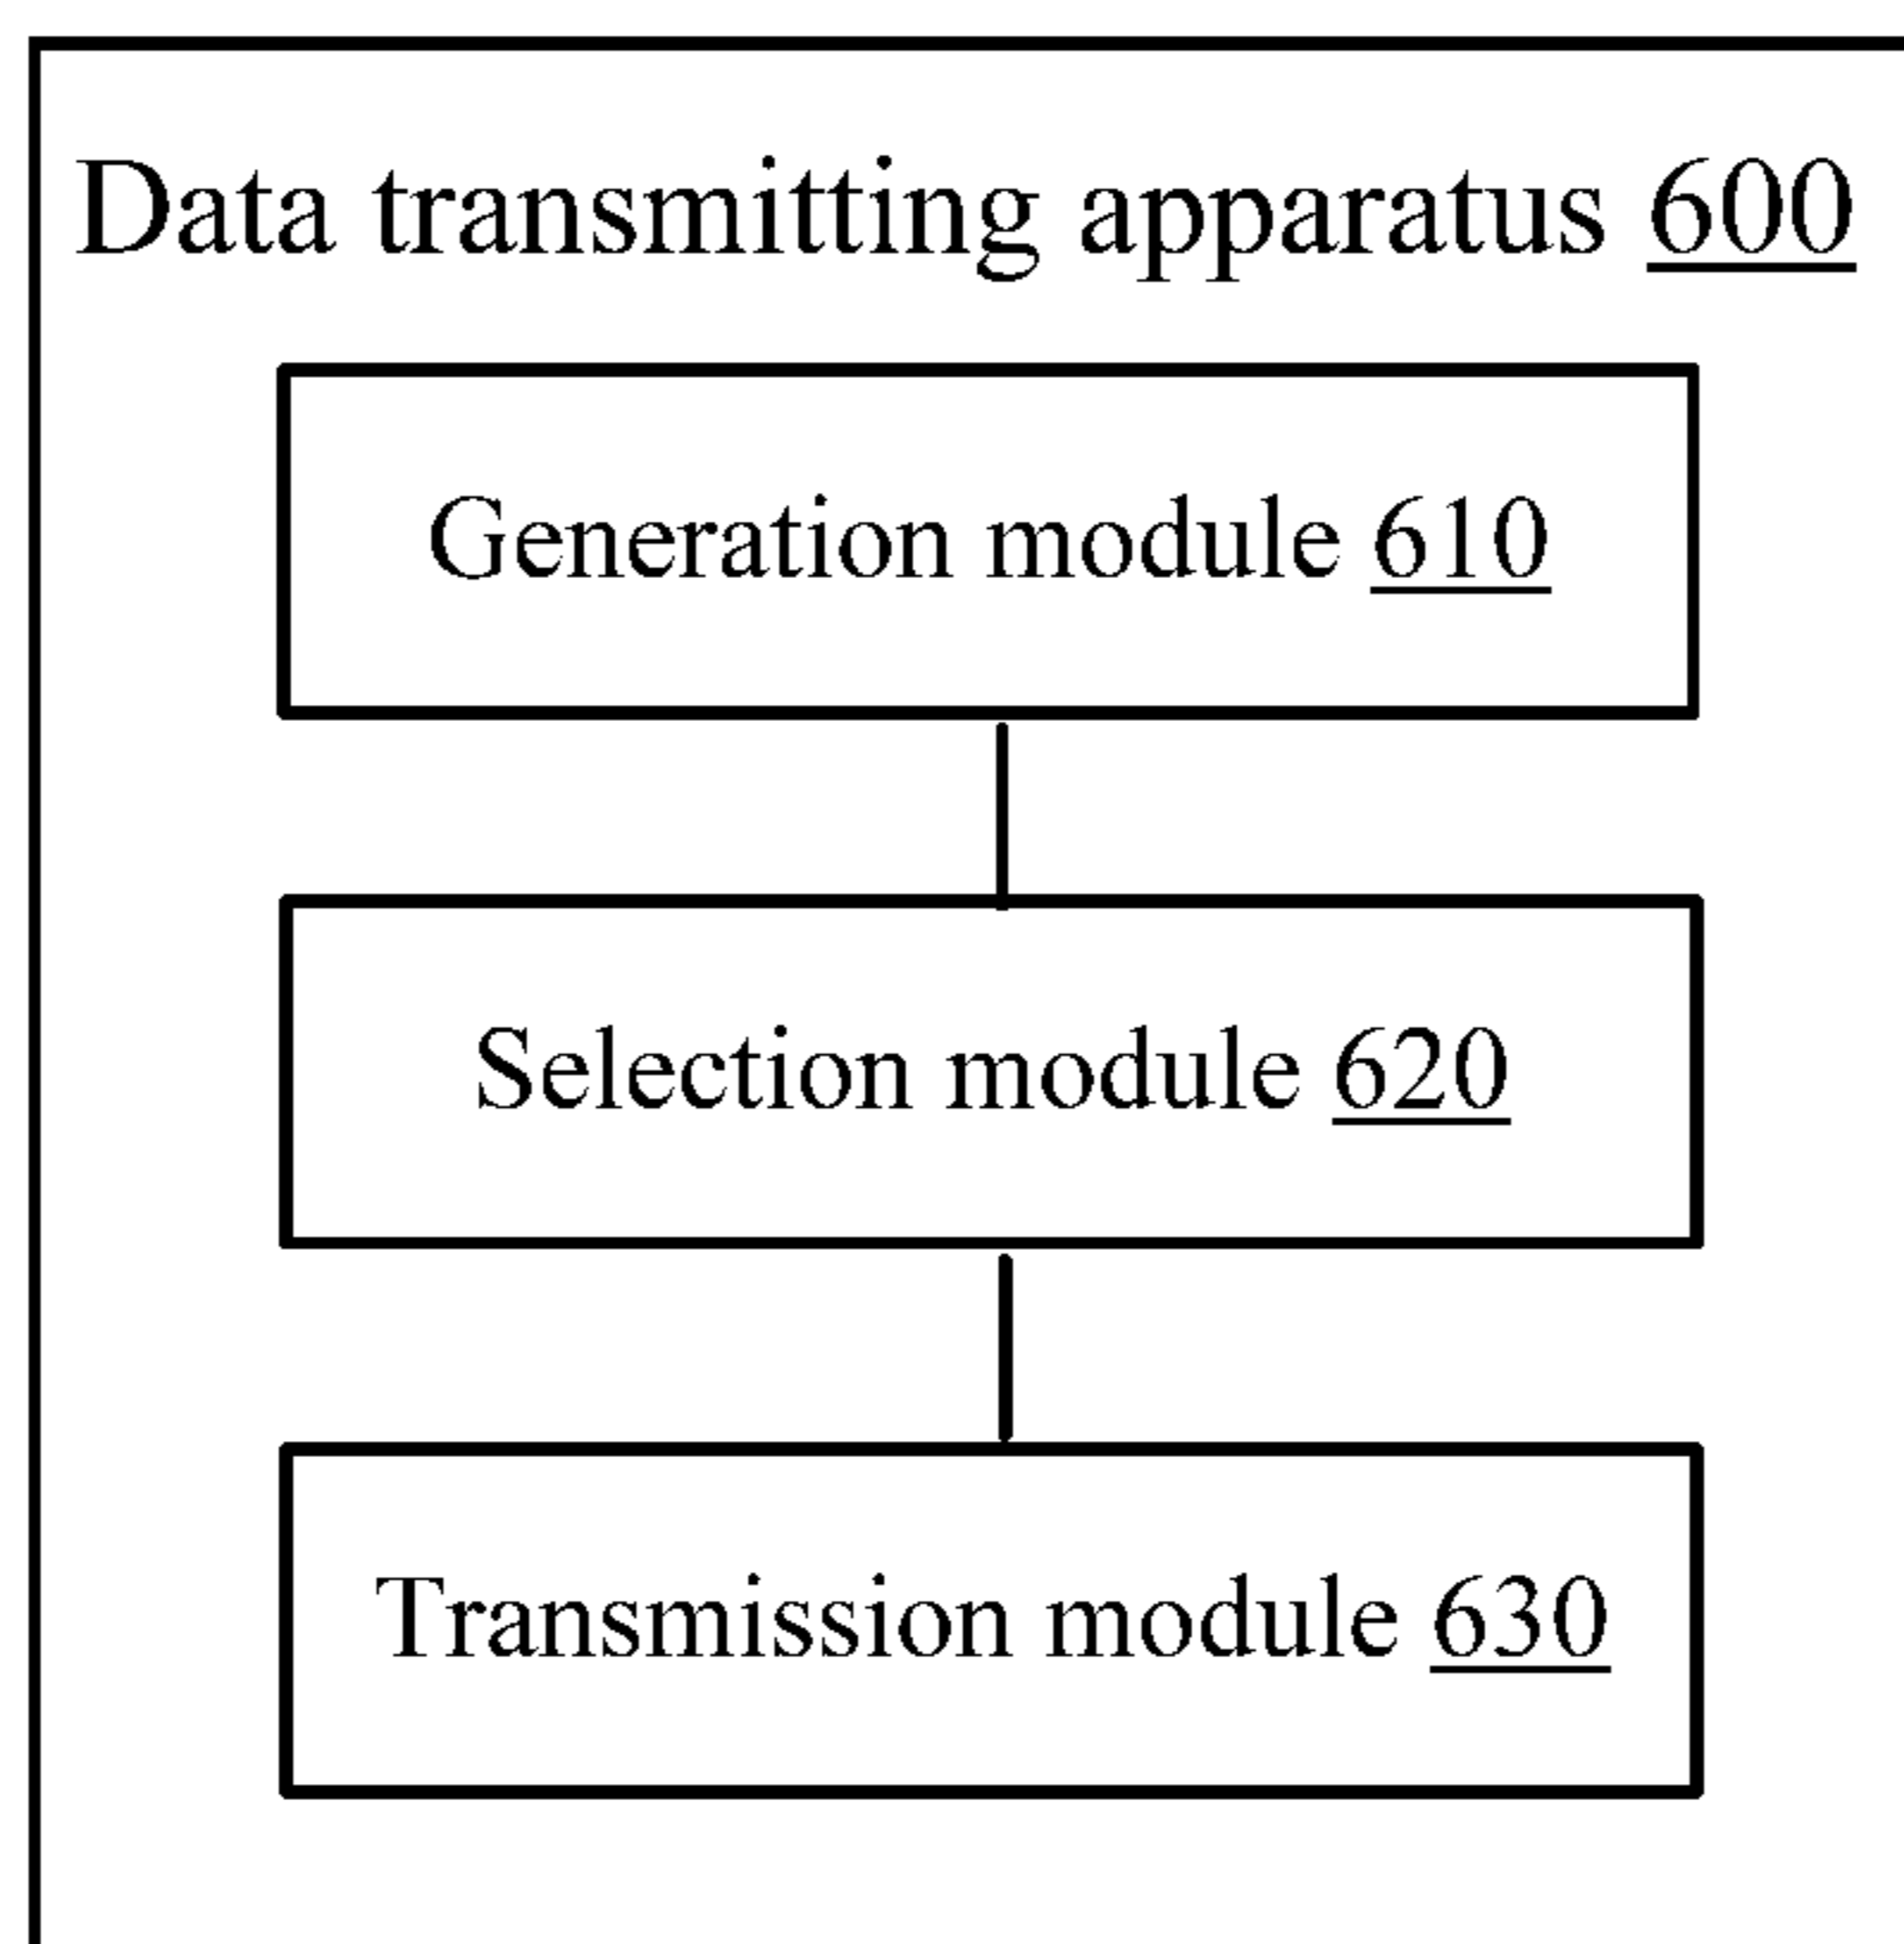 Data transmitting apparatus 600
Generation module 610
Selection module 620
Transmission module 630